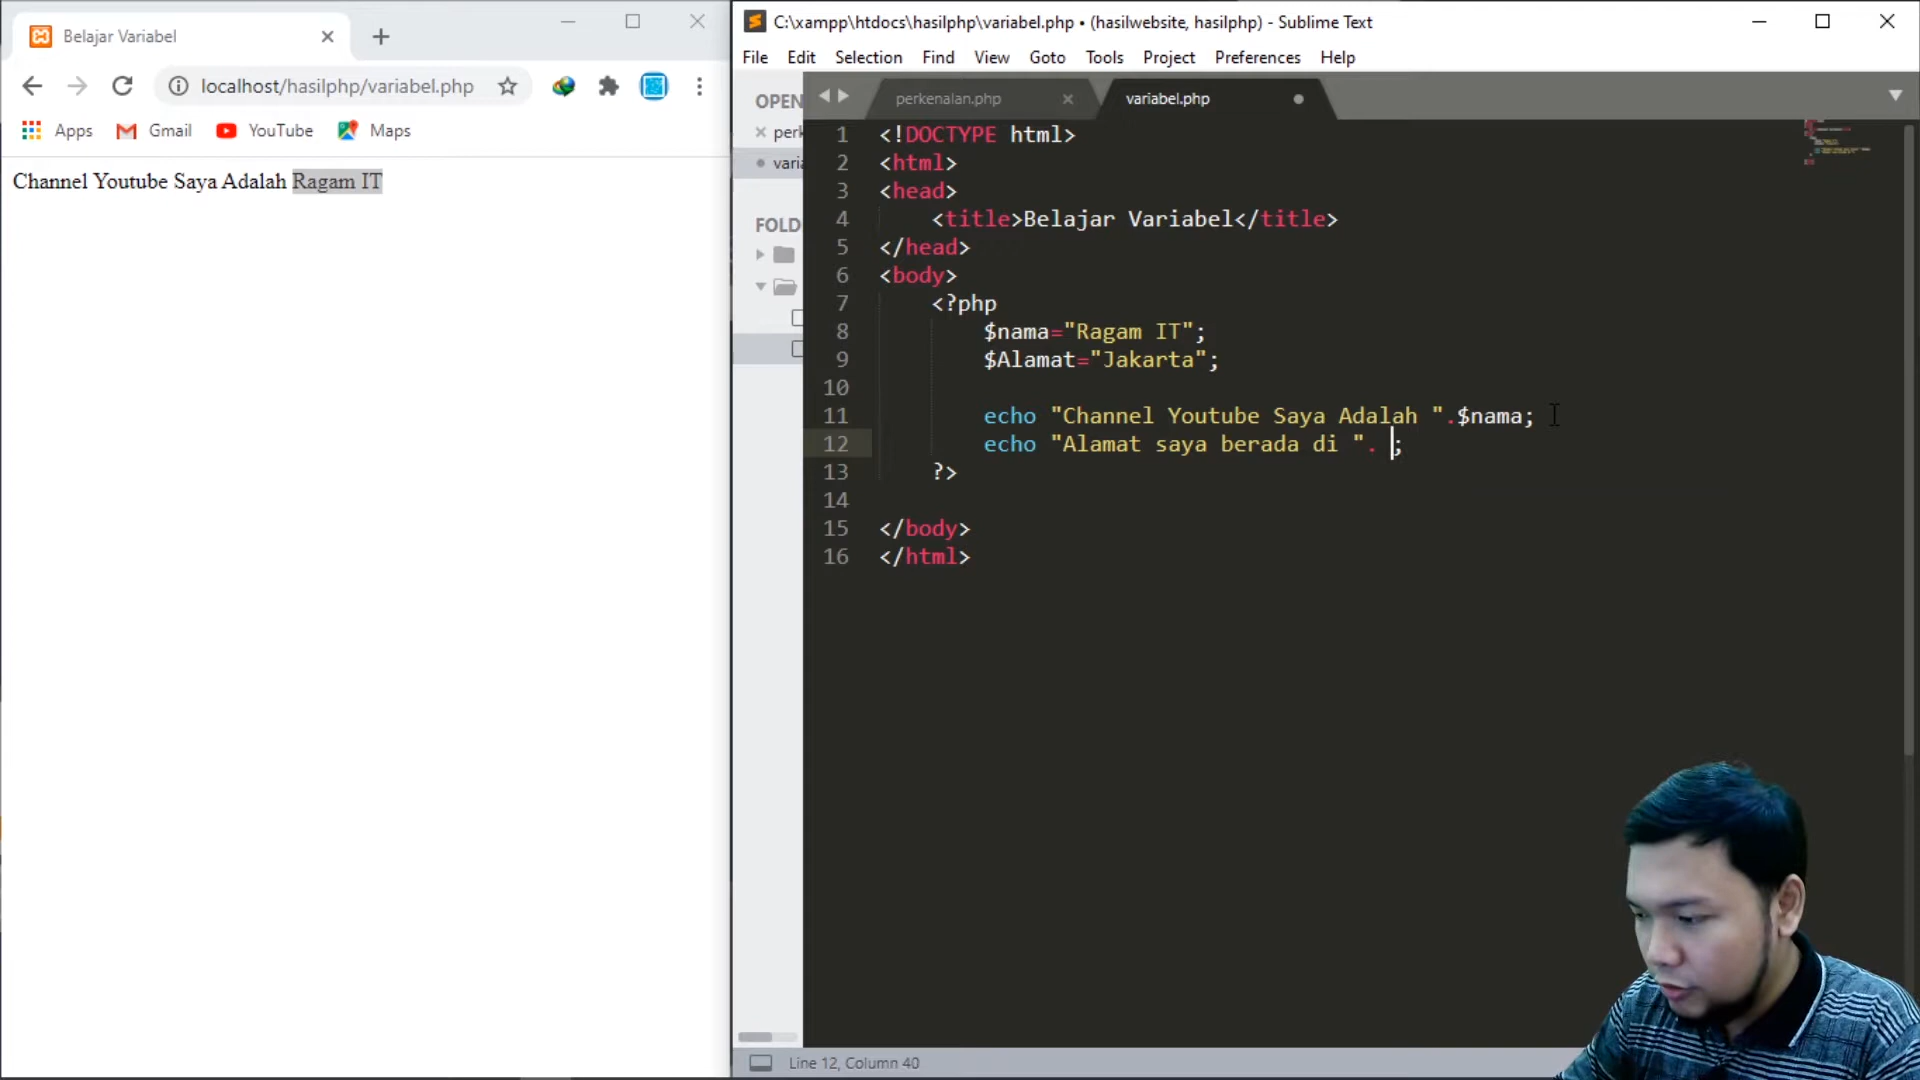 Belajar Variabel
localhost/hasilphp/variabel.php
Apps Gmail YouTube Maps
Channel Youtube Saya Adalah Ragam IT
C:\xampp\htdocs\hasilphp\variabel.php • (hasilwebsite, hasilphp) - Sublime Text
File Edit Selection Find View Goto Tools Project Preferences Help
OPEN
perk
varia
FOLD
perkenalan.php variabel.php
1 <!DOCTYPE html>
2 <html>
3 <head>
4 <title>Belajar Variabel</title>
5 </head>
6 <body>
7 <?php
8 $nama="Ragam IT";
9 $Alamat="Jakarta";
10
11 echo "Channel Youtube Saya Adalah ".$nama;
12 echo "Alamat saya berada di ". ;
13 ?>
14
15 </body>
16 </html>
Line 12, Column 40